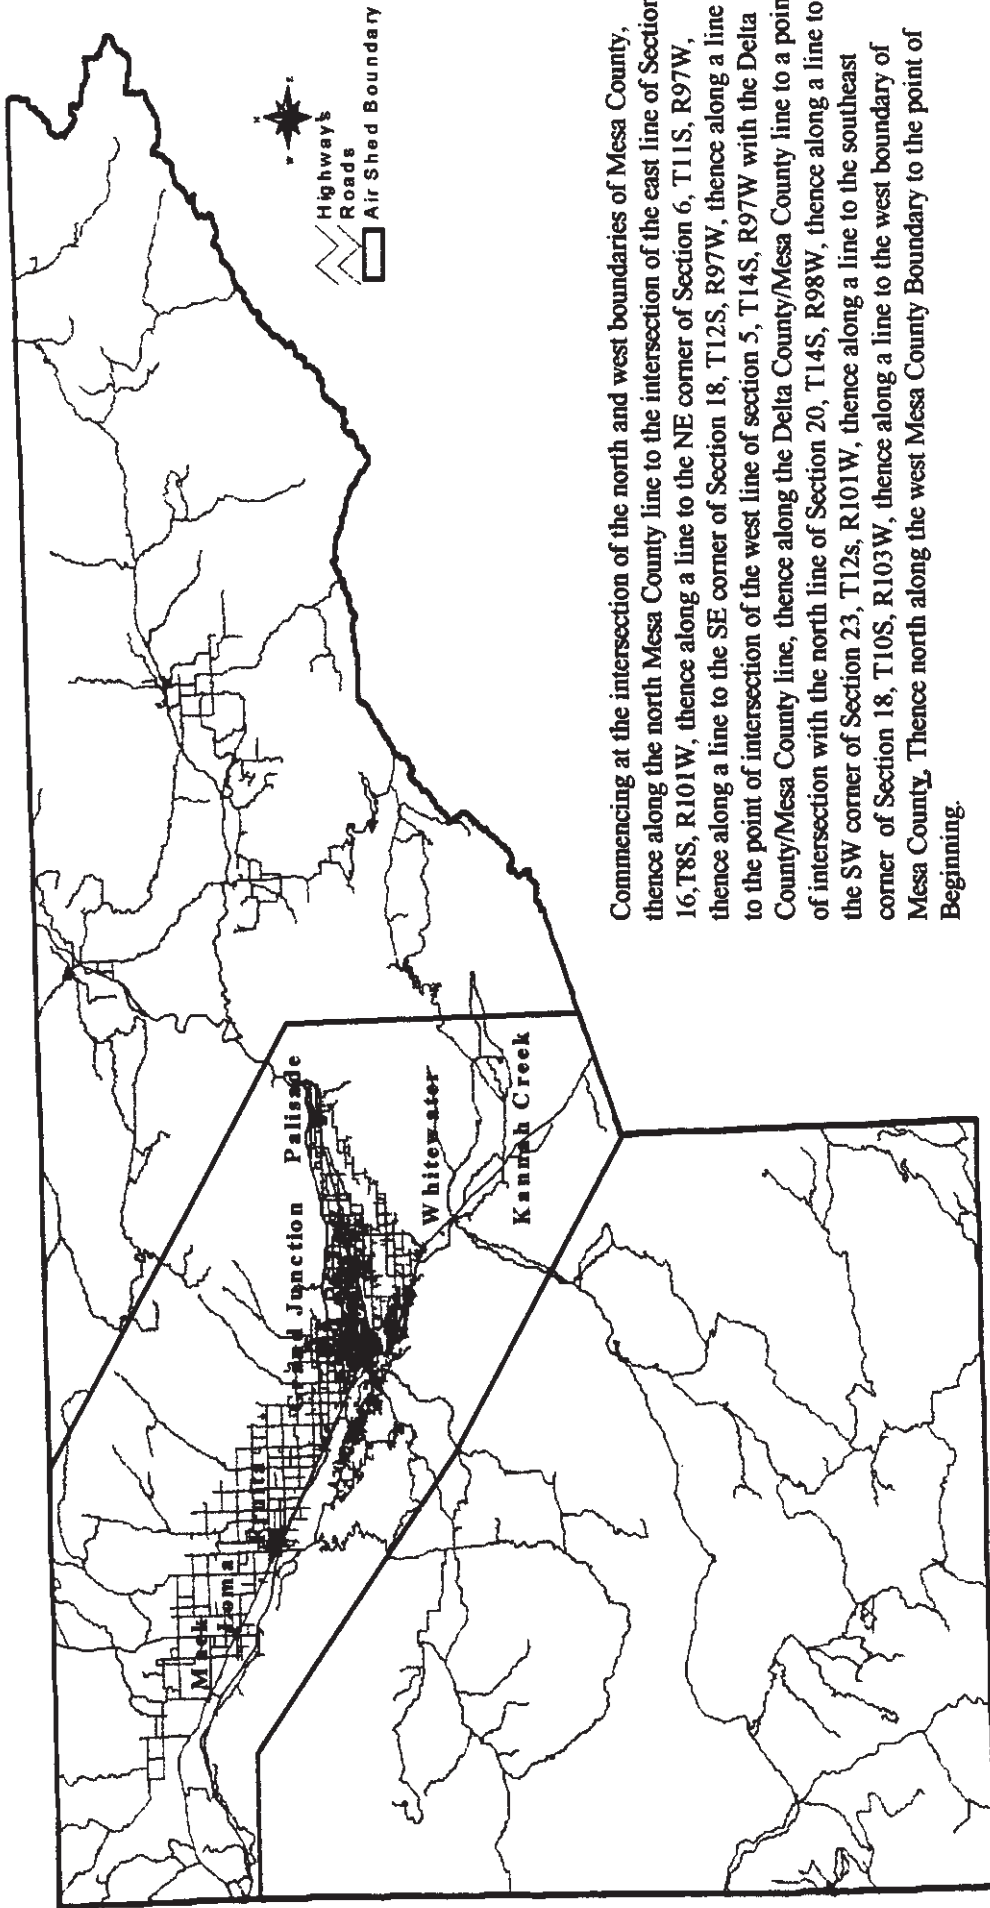 Mack
Loma
Fruita
Grand Junction
Palisade
Whitewater
Kannah Creek
N
W
E
S
Highways
Roads
Air Shed Boundary
Commencing at the intersection of the north and west boundaries of Mesa County,
thence along the north Mesa County line to the intersection of the east line of Section
16,T8S, R101W, thence along a line to the NE corner of Section 6, T11S, R97W,
thence along a line to the SE corner of Section 18, T12S, R97W, thence along a line
to the point of intersection of the west line of section 5, T14S, R97W with the Delta
County/Mesa County line, thence along the Delta County/Mesa County line to a poin
of intersection with the north line of Section 20, T14S, R98W, thence along a line to
the SW corner of Section 23, T12s, R101W, thence along a line to the southeast
corner of Section 18, T10S, R103W, thence along a line to the west boundary of
Mesa County, Thence north along the west Mesa County Boundary to the point of
Beginning.